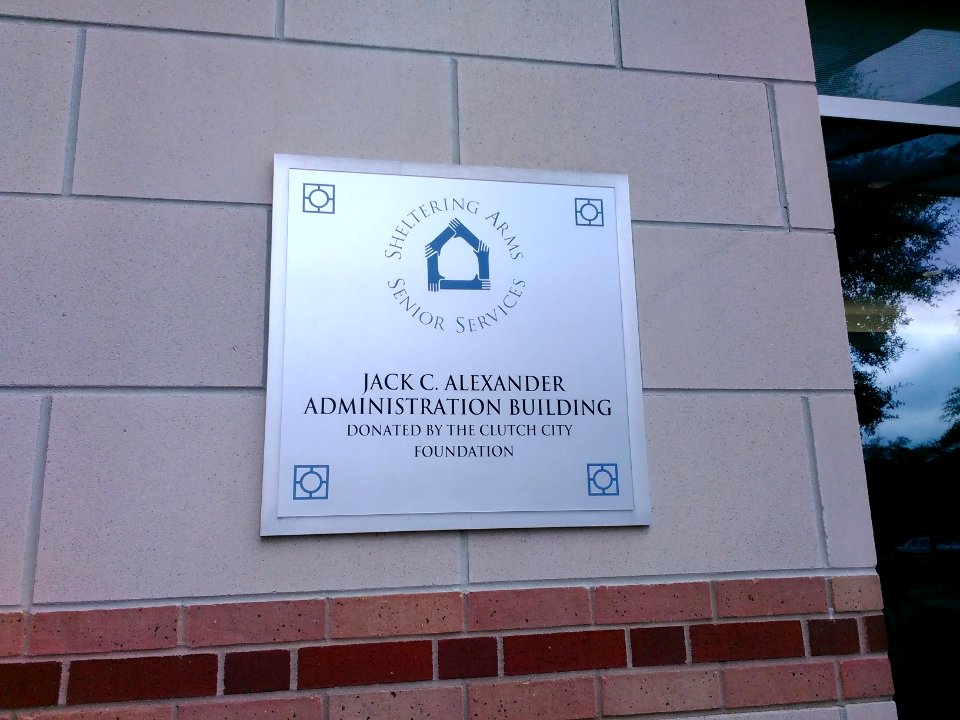 SHELTERING ARMS
SENIOR SERVICES
JACK C. ALEXANDER
ADMINISTRATION BUILDING
DONATED BY THE CLUTCH CITY
FOUNDATION